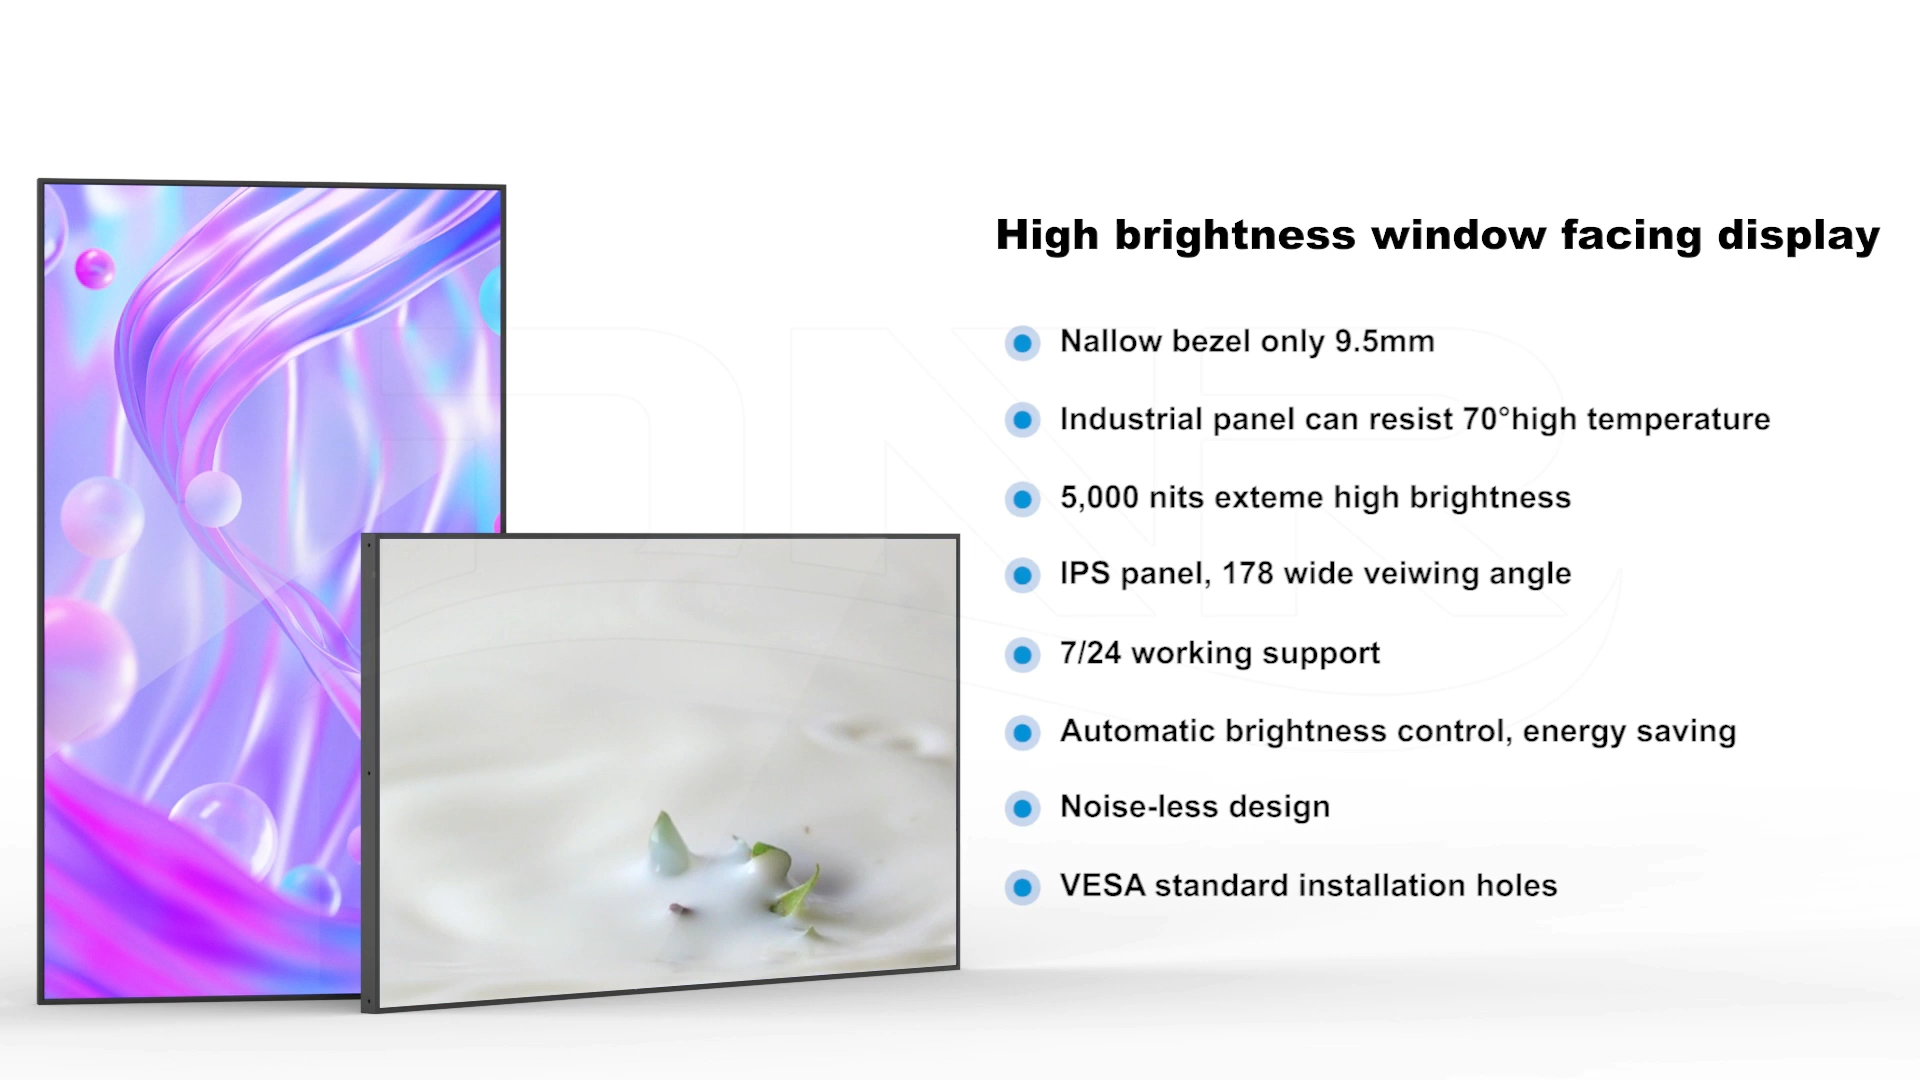 High brightness window facing display
Nallow bezel only 9.5mm
Industrial panel can resist 70°high temperature
5,000 nits exteme high brightness
IPS panel, 178 wide veiwing angle
7/24 working support
Automatic brightness control, energy saving
Noise-less design
VESA standard installation holes